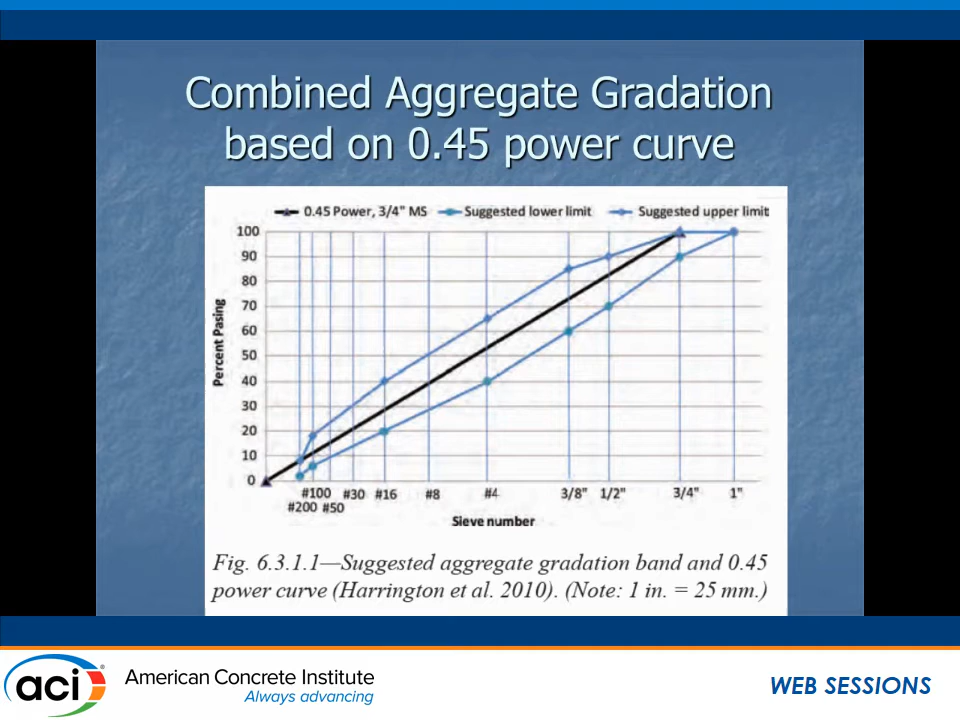 Combined Aggregate Gradation
based on 0.45 power curve
0.45 Power, 3/4" MS Suggested lower limit Suggested upper limit
100
90
80
70
60
50
40
30
20
10
0
Percent Pasing
#100 #30 #16 #8 #4 3/8" 1/2" 3/4" 1"
#200 #50
Sieve number
Fig. 6.3.1.1—Suggested aggregate gradation band and 0.45
power curve (Harrington et al. 2010). (Note: 1 in. = 25 mm.)
aci ® American Concrete Institute
Always advancing
WEB SESSIONS